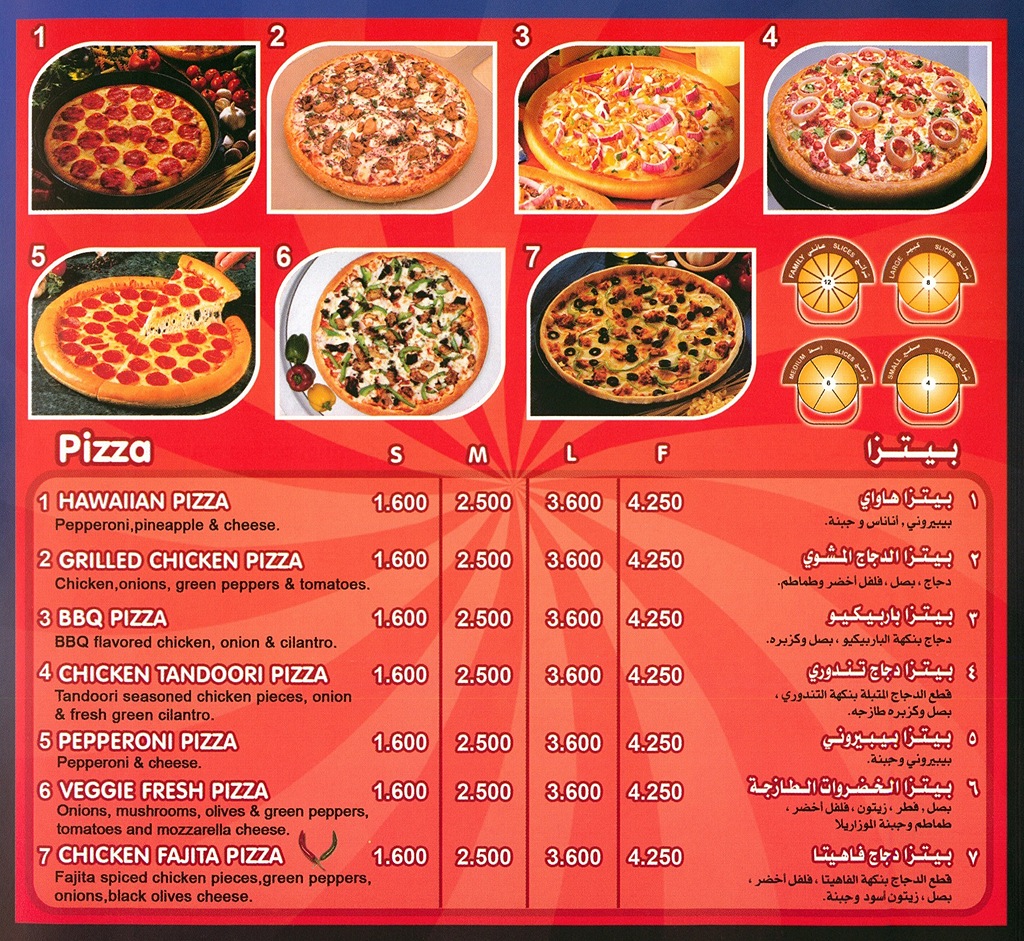 1
2
3
4
5
6
7
FAMILY عائلي
12 SLICES شرائح
LARGE كبير
8 SLICES شرائح
MEDIUM وسط
6 SLICES شرائح
SMALL صغير
4 SLICES شرائح
Pizza S M L F بيتزا
1 HAWAIIAN PIZZA 1.600 2.500 3.600 4.250 بيتزا هاواي ١
Pepperoni,pineapple & cheese. بيبيروني , أناناس و جبنة.
2 GRILLED CHICKEN PIZZA 1.600 2.500 3.600 4.250 بيتزا الدجاج المشوي ٢
Chicken,onions, green peppers & tomatoes. دجاج ، بصل ، فلفل أخضر وطماطم.
3 BBQ PIZZA 1.600 2.500 3.600 4.250 بيتزا باربيكيو ٣
BBQ flavored chicken, onion & cilantro. دجاج بنكهة الباربيكيو ، بصل وكزبره.
4 CHICKEN TANDOORI PIZZA 1.600 2.500 3.600 4.250 بيتزا دجاج تندوري ٤
Tandoori seasoned chicken pieces, onion قطع الدجاج المتبلة بنكهة التندوري ،
& fresh green cilantro. بصل وكزبره طازجه.
5 PEPPERONI PIZZA 1.600 2.500 3.600 4.250 بيتزا بيبيروني ٥
Pepperoni & cheese. بيبيروني وجبنة.
6 VEGGIE FRESH PIZZA 1.600 2.500 3.600 4.250 بيتزا الخضروات الطازجة ٦
Onions, mushrooms, olives & green peppers, بصل , فطر , زيتون ، فلفل أخضر ،
tomatoes and mozzarella cheese. طماطم وجبنة الموزاريلا
7 CHICKEN FAJITA PIZZA 1.600 2.500 3.600 4.250 بيتزا دجاج فاهيتا ٧
Fajita spiced chicken pieces,green peppers, قطع الدجاج بنكهة الفاهيتا ، فلفل أخضر ،
onions,black olives cheese. بصل ، زيتون أسود وجبنة.